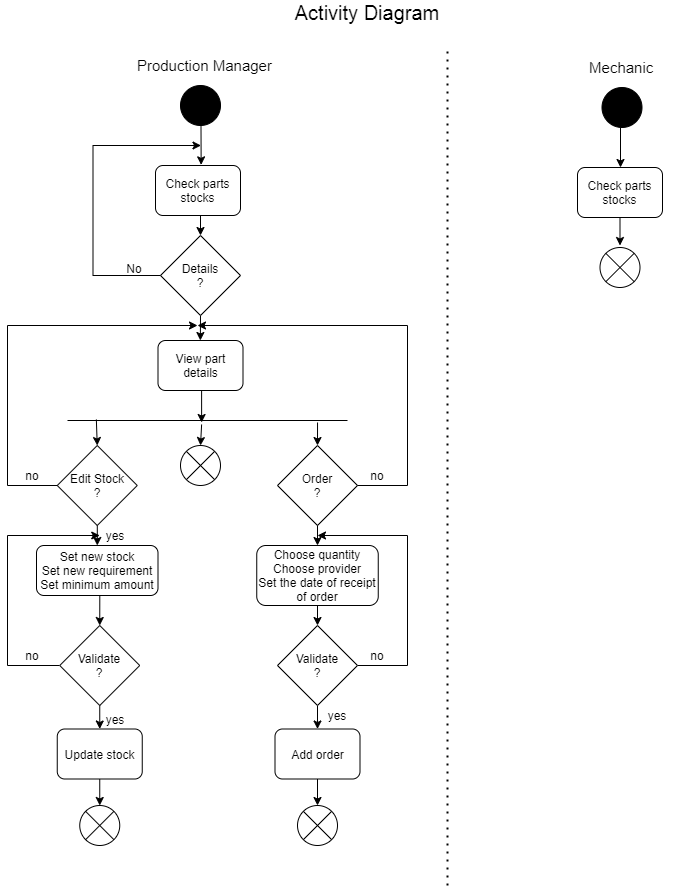 Activity Diagram
Production Manager
Mechanic
Check parts
stocks
Check parts
stocks
No
Details
?
View part
details
no
Edit Stock
?
Order
?
no
yes
Set new stock
Set new requirement
Set minimum amount
Choose quantity
Choose provider
Set the date of receipt
of order
no
Validate
?
Validate
?
no
yes
yes
Update stock
Add order